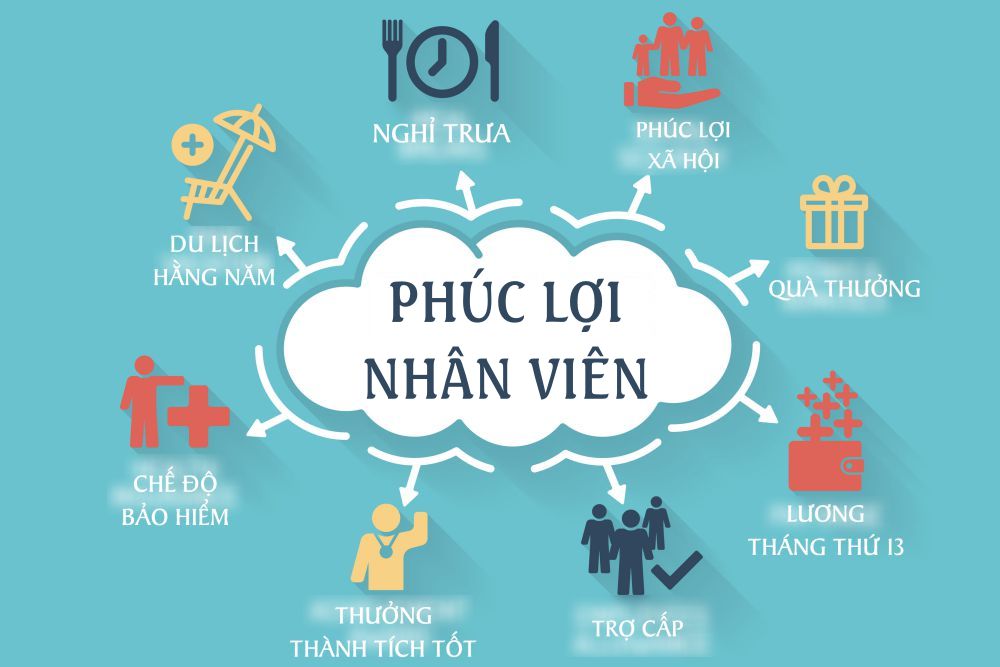 NGHỈ TRƯA
PHÚC LỢI
XÃ HỘI
DU LỊCH
HẰNG NĂM
QUÀ THƯỞNG
PHÚC LỢI
NHÂN VIÊN
CHẾ ĐỘ
BẢO HIỂM
LƯƠNG
THÁNG THỨ 13
THƯỞNG
THÀNH TÍCH TỐT
TRỢ CẤP